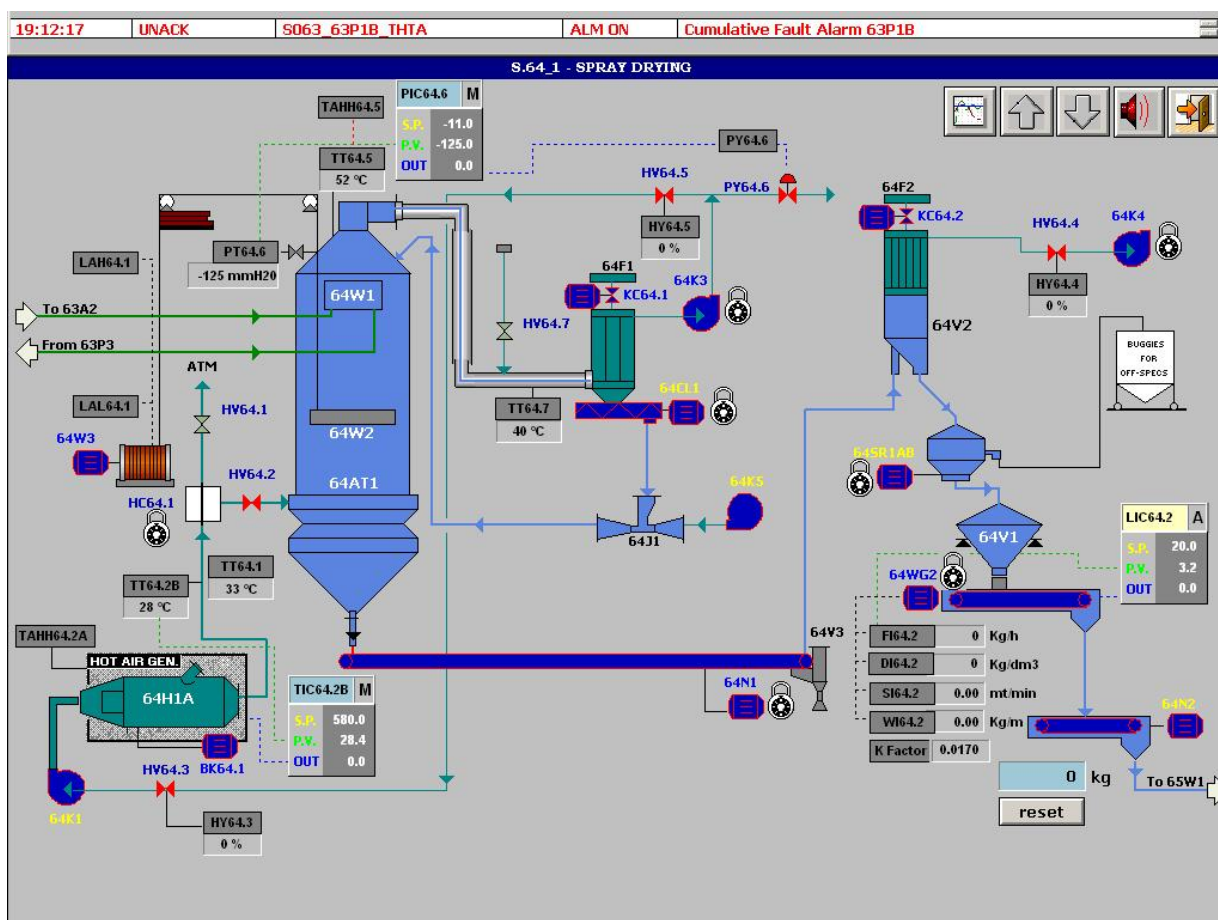 19:12:17 UNACK S063_63P1B_THTA ALM ON Cumulative Fault Alarm 63P1B
S.64_1 - SPRAY DRYING
TAHH64.5
PIC64.6 M
S.P. -11.0
P.V. -125.0
OUT 0.0
TT64.5
52 °C
PY64.6
HV64.5
PY64.6
HY64.5
0 %
64F2
KC64.2
HV64.4
64K4
HY64.4
0 %
LAH64.1
PT64.6
-125 mmH20
64F1
KC64.1
64K3
64W1
HV64.7
64V2
To 63A2
From 63P3
BUGGIES
FOR
OFF-SPECS
ATM
LAL64.1
HV64.1
64CL1
TT64.7
40 °C
64W3
64W2
HV64.2
64AT1
64SR1AB
HC64.1
64K5
64J1
64V1
LIC64.2 A
S.P. 20.0
P.V. 3.2
OUT 0.0
TT64.1
33 °C
TT64.2B
28 °C
64WG2
TAHH64.2A
HOT AIR GEN.
64H1A
64V3
FI64.2 0 Kg/h
DI64.2 0 Kg/dm3
SI64.2 0.00 mt/min
WI64.2 0.00 Kg/m
K Factor 0.0170
TIC64.2B M
S.P. 580.0
P.V. 28.4
OUT 0.0
64N1
64N2
BK64.1
HV64.3
64K1
HY64.3
0 %
0 kg
To 65W1
reset